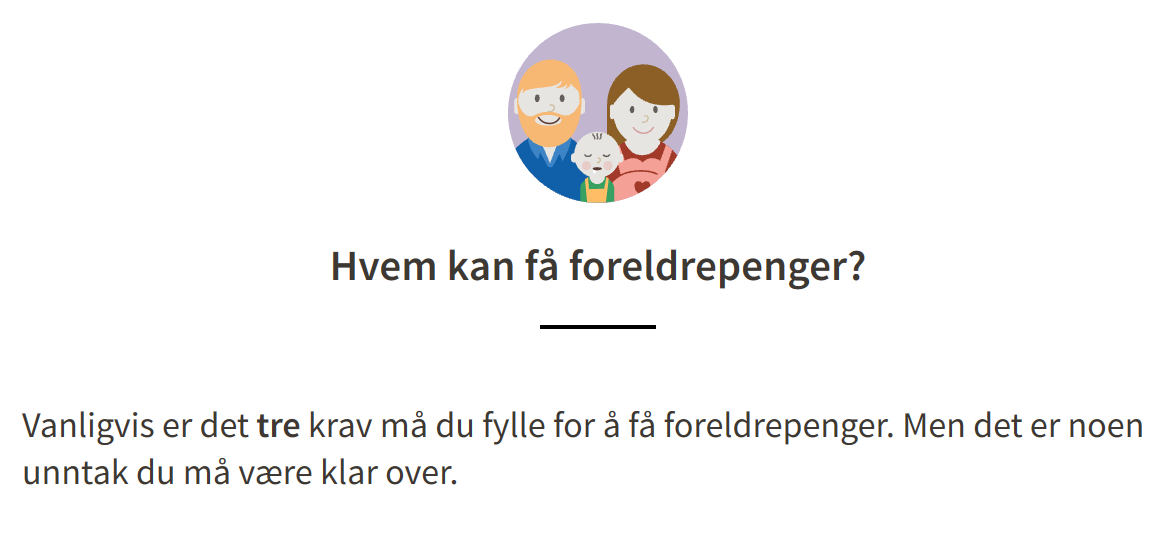 Hvem kan få foreldrepenger?
Vanligvis er det tre krav må du fylle for å få foreldrepenger. Men det er noen
unntak du må være klar over.